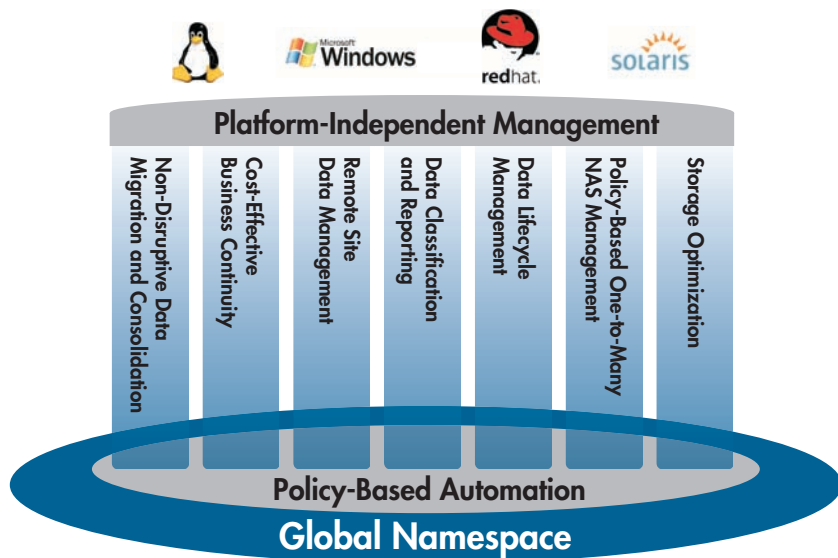 Microsoft
Windows
redhat.
solaris
Platform-Independent Management
Non-Disruptive Data
Migration and Consolidation
Cost-Effective
Business Continuity
Remote Site
Data Management
Data Classification
and Reporting
Data Lifecycle
Management
Policy-Based One-to-Many
NAS Management
Storage Optimization
Policy-Based Automation
Global Namespace